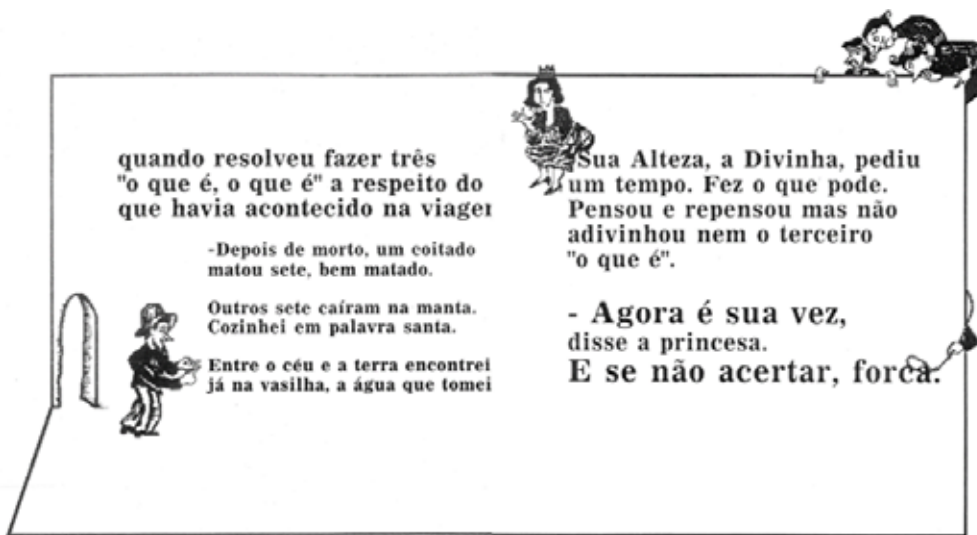 quando resolveu fazer três
"o que é, o que é" a respeito do
que havia acontecido na viager
-Depois de morto, um coitado
matou sete, bem matado.
Outros sete caíram na manta.
Cozinhei em palavra santa.
Entre o céu e a terra encontrei
já na vasilha, a água que tomei
Sua Alteza, a Divinha, pediu
um tempo. Fez o que pode.
Pensou e repensou mas não
adivinhou nem o terceiro
"o que é".
- Agora é sua vez,
disse a princesa.
E se não acertar, forca.